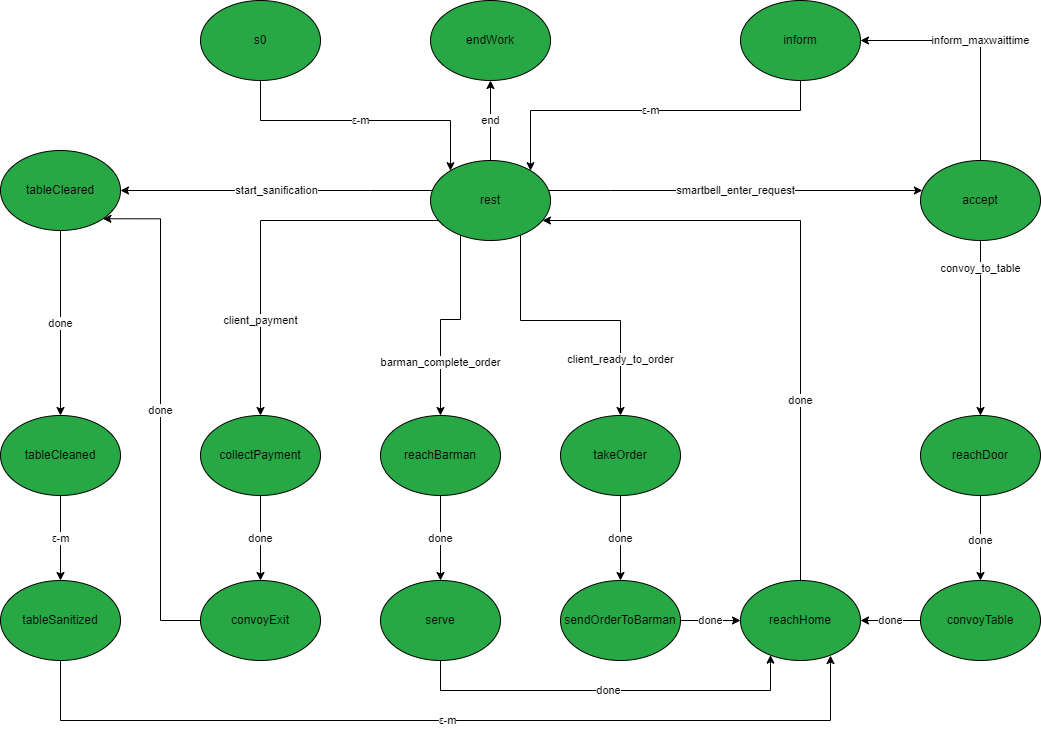 s0
endWork
inform
inform_maxwaittime
ε-m
end
ε-m
tableCleared
start_sanification
rest
smartbell_enter_request
accept
convoy_to_table
done
client_payment
barman_complete_order
client_ready_to_order
done
done
tableCleaned
collectPayment
reachBarman
takeOrder
reachDoor
ε-m
done
done
done
done
tableSanitized
convoyExit
serve
sendOrderToBarman
done
reachHome
done
convoyTable
done
ε-m